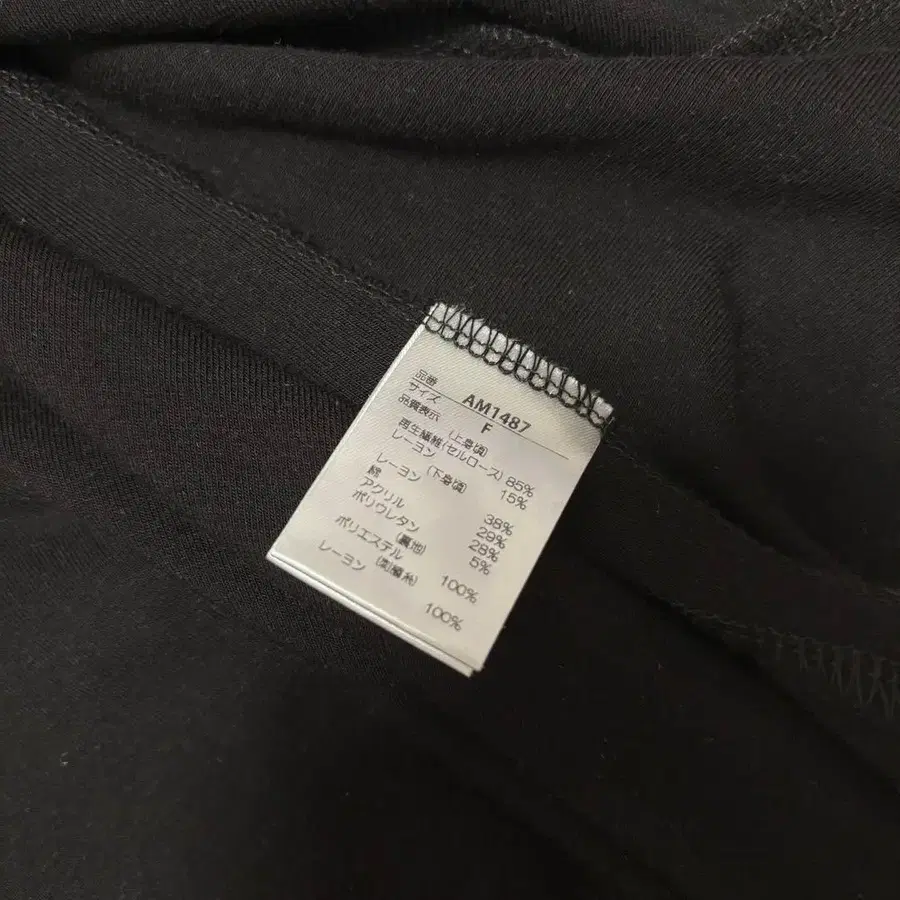 品番 AM1487
サイズ F
品質表示
(上身頃)
再生繊維(セルロース) 85%
レーヨン 15%
(下身頃)
レーヨン 38%
綿 29%
アクリル 28%
ポリウレタン 5%
(裏地)
ポリエステル 100%
(刺繍糸)
レーヨン 100%